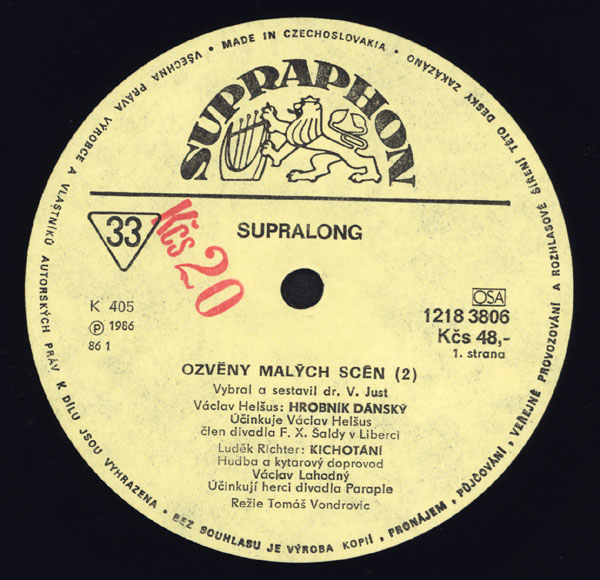 VŠECHNA PRÁVA VÝROBCE A VLASTNÍKŮ AUTORSKÝCH PRÁV K DÍLU JSOU VYHRAZENA • BEZ SOUHLASU JE VÝROBA KOPIÍ, PRONÁJEM, PŮJČOVÁNÍ, VEŘEJNÉ PROVOZOVÁNÍ A ROZHLASOVÉ ŠÍŘENÍ TÉTO DESKY ZAKÁZÁNO • MADE IN CZECHOSLOVAKIA •
SUPRAPHON
33
Kčs 20
SUPRALONG
K 405
Ⓟ 1986
86 1
OSA
1218 3806
Kčs 48,-
1. strana
OZVĚNY MALÝCH SCÉN (2)
Vybral a sestavil dr. V. Just
Václav Helšus: HROBNÍK DÁNSKÝ
Účinkuje Václav Helšus
člen divadla F. X. Šaldy v Liberci
Luděk Richter: KICHOTÁNÍ
Hudba a kytarový doprovod
Václav Lahodný
Účinkují herci divadla Paraple
Režie Tomáš Vondrovic